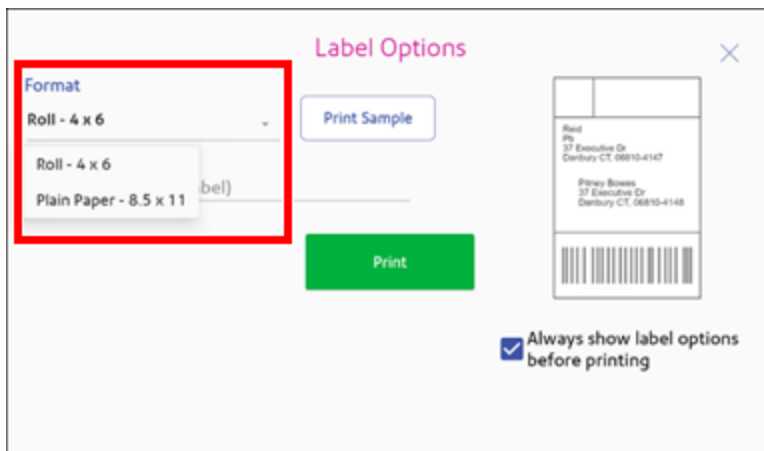 Label Options
Format
Roll - 4 x 6
Print Sample
Roll - 4 x 6
Plain Paper - 8.5 x 11
bel)
Print
Reid
Pb
37 Executive Dr
Danbury CT, 06810-4147
Pitney Bowes
37 Executive Dr
Danbury CT, 06810-4148
Always show label options
before printing